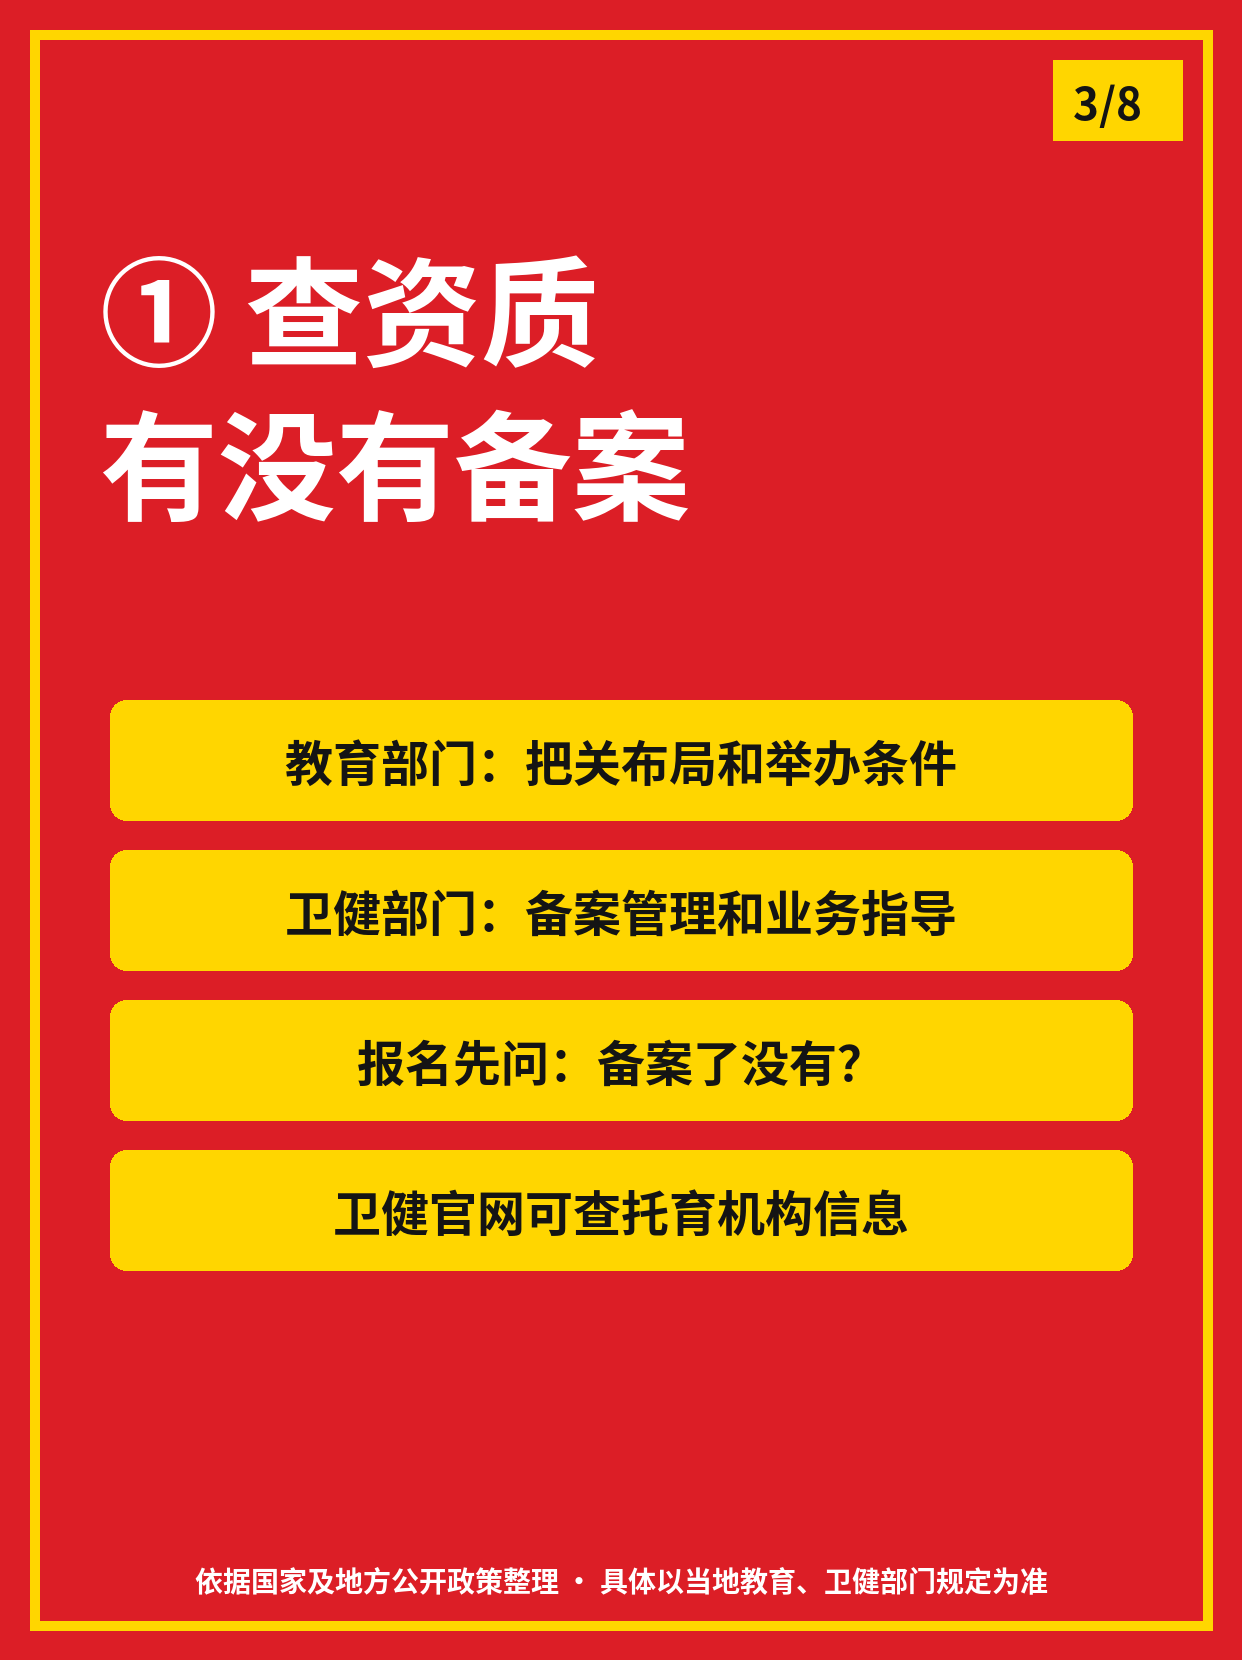 3/8
① 查资质
有没有备案
教育部门：把关布局和举办条件
卫健部门：备案管理和业务指导
报名先问：备案了没有？
卫健官网可查托育机构信息
依据国家及地方公开政策整理 · 具体以当地教育、卫健部门规定为准